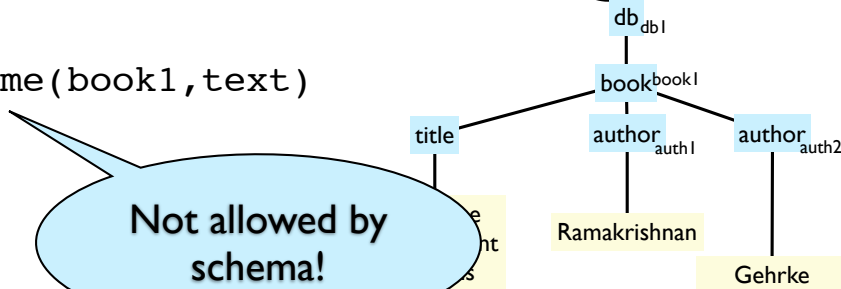 db db1
me(book1,text)
book book1
title
author auth1
author auth2
Not allowed by
schema!
Ramakrishnan
Gehrke